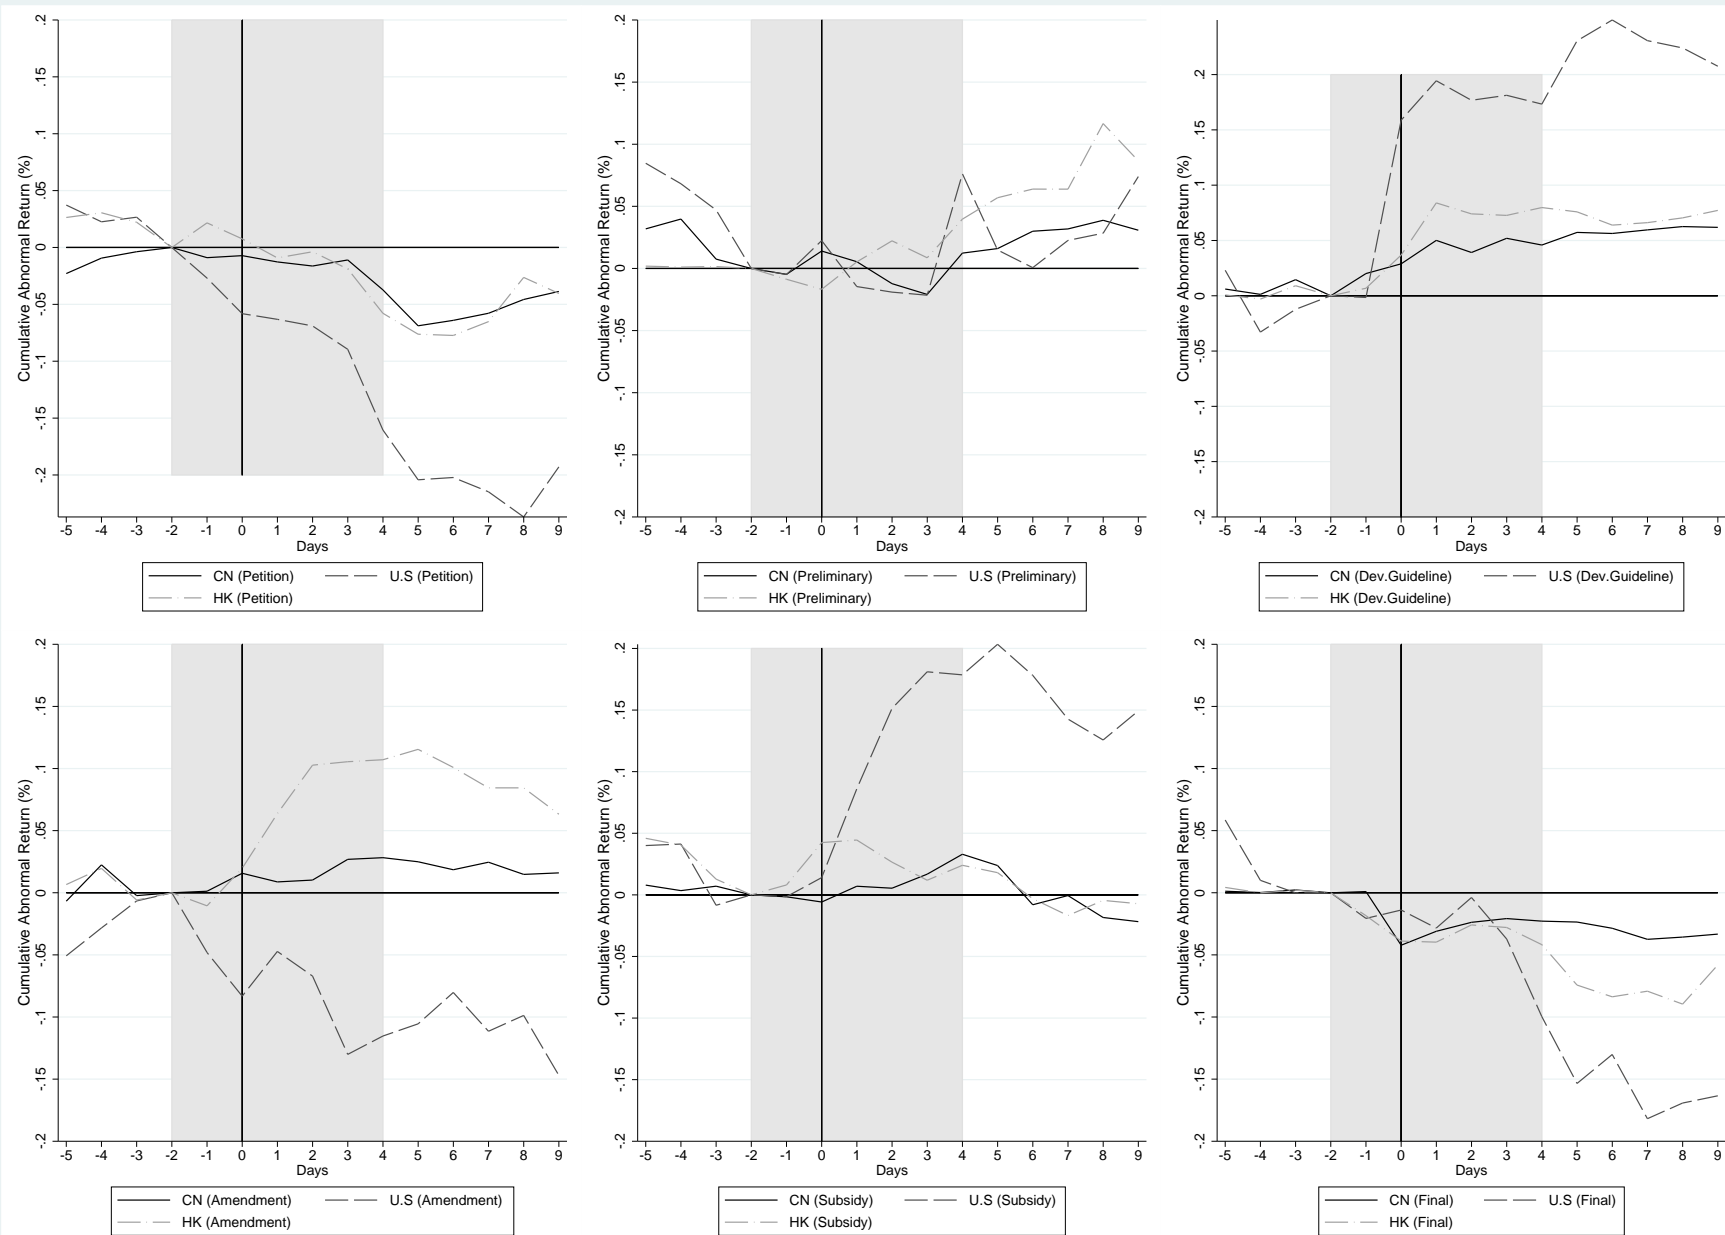 Cumulative Abnormal Return (%)
.2
.15
.1
.05
0
-.05
-.1
-.15
-.2
-5 -4 -3 -2 -1 0 1 2 3 4 5 6 7 8 9
Days
CN (Petition) U.S (Petition)
HK (Petition)
Cumulative Abnormal Return (%)
.2
.15
.1
.05
0
-.05
-.1
-.15
-.2
-5 -4 -3 -2 -1 0 1 2 3 4 5 6 7 8 9
Days
CN (Preliminary) U.S (Preliminary)
HK (Preliminary)
Cumulative Abnormal Return (%)
.2
.15
.1
.05
0
-.05
-.1
-.15
-.2
-5 -4 -3 -2 -1 0 1 2 3 4 5 6 7 8 9
Days
CN (Dev.Guideline) U.S (Dev.Guideline)
HK (Dev.Guideline)
Cumulative Abnormal Return (%)
.2
.15
.1
.05
0
-.05
-.1
-.15
-.2
-5 -4 -3 -2 -1 0 1 2 3 4 5 6 7 8 9
Days
CN (Amendment) U.S (Amendment)
HK (Amendment)
Cumulative Abnormal Return (%)
.2
.15
.1
.05
0
-.05
-.1
-.15
-.2
-5 -4 -3 -2 -1 0 1 2 3 4 5 6 7 8 9
Days
CN (Subsidy) U.S (Subsidy)
HK (Subsidy)
Cumulative Abnormal Return (%)
.2
.15
.1
.05
0
-.05
-.1
-.15
-.2
-5 -4 -3 -2 -1 0 1 2 3 4 5 6 7 8 9
Days
CN (Final) U.S (Final)
HK (Final)